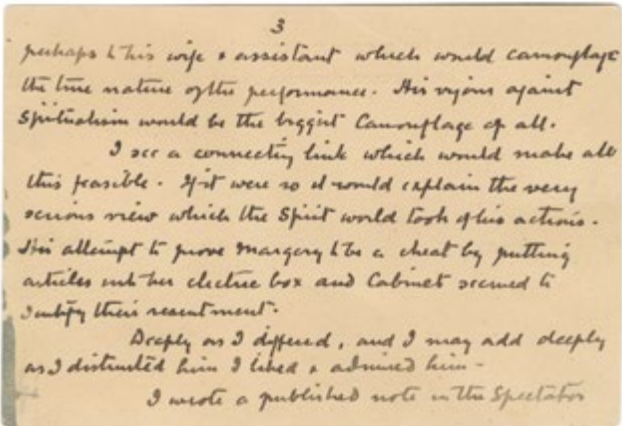 3
perhaps to his wife & assistant which would camouflage
the true nature of the performance. His vijous against
Spiritualism would be the biggest Camouflage of all.
I see a connecting link which would make all
this feasible. If it were so it would explain the very
serious view which the Spirit world took of his actions.
His attempt to prove Margery to be a cheat by putting
articles into her electric box and Cabinet seemed to
justify their resentment.
Deeply as I differed, and I may add deeply
as I distrusted him I liked & admired him -
I wrote a published note in the Spectator